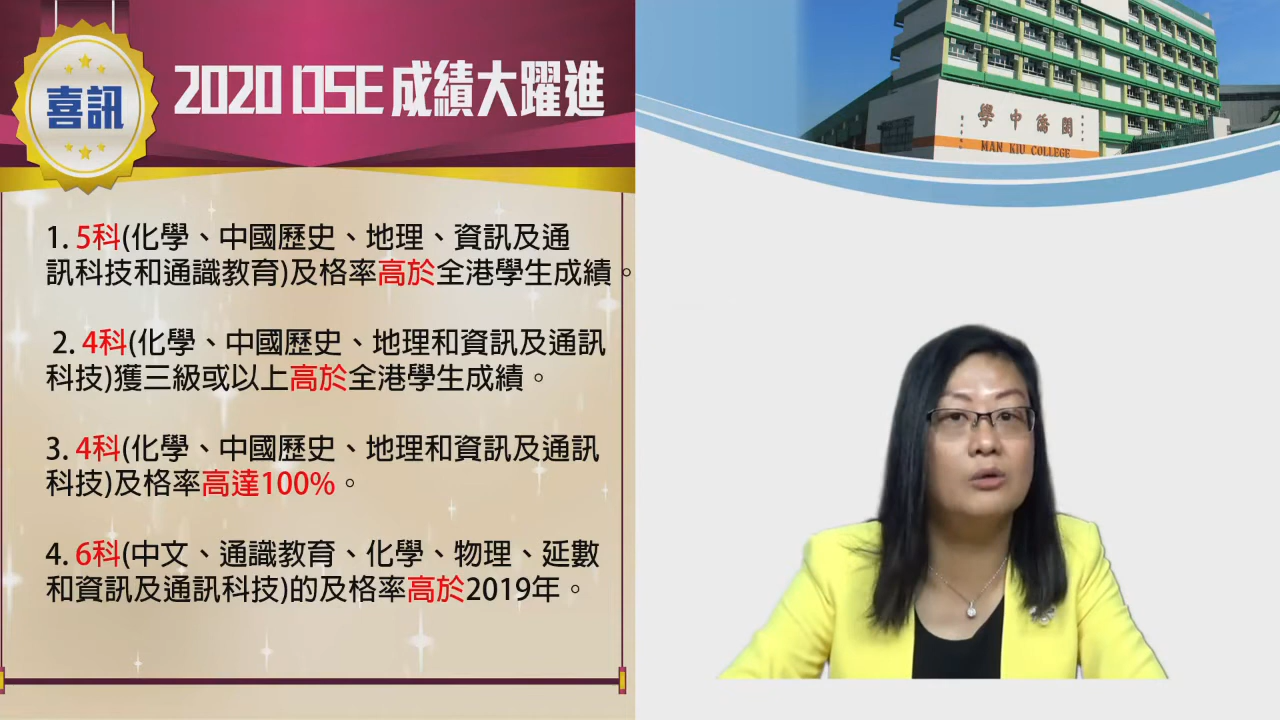 喜訊
2020 DSE 成績大躍進
1. 5科(化學、中國歷史、地理、資訊及通
訊科技和通識教育)及格率高於全港學生成績。
2. 4科(化學、中國歷史、地理和資訊及通訊
科技)獲三級或以上高於全港學生成績。
3. 4科(化學、中國歷史、地理和資訊及通訊
科技)及格率高達100%。
4. 6科(中文、通識教育、化學、物理、延數
和資訊及通訊科技)的及格率高於2019年。
學中僑閩
MAN KIU COLLEGE